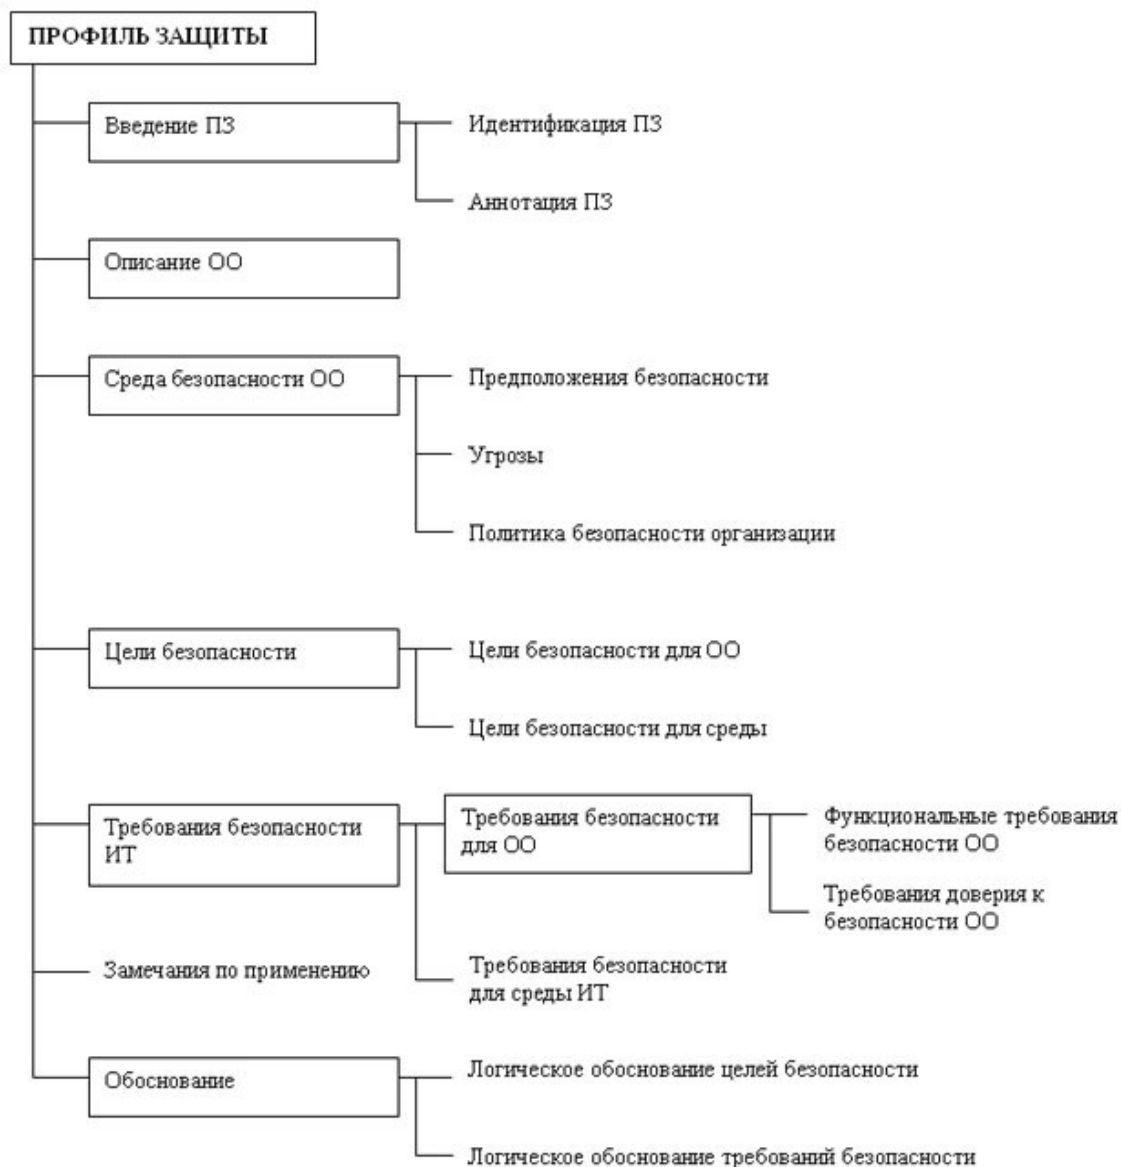 ПРОФИЛЬ ЗАЩИТЫ
Введение ПЗ
Идентификация ПЗ
Аннотация ПЗ
Описание ОО
Среда безопасности ОО
Предположения безопасности
Угрозы
Политика безопасности организации
Цели безопасности
Цели безопасности для ОО
Цели безопасности для среды
Требования безопасности
ИТ
Требования безопасности
для ОО
Функциональные требования
безопасности ОО
Требования доверия к
безопасности ОО
Требования безопасности
для среды ИТ
Замечания по применению
Обоснование
Логическое обоснование целей безопасности
Логическое обоснование требований безопасности